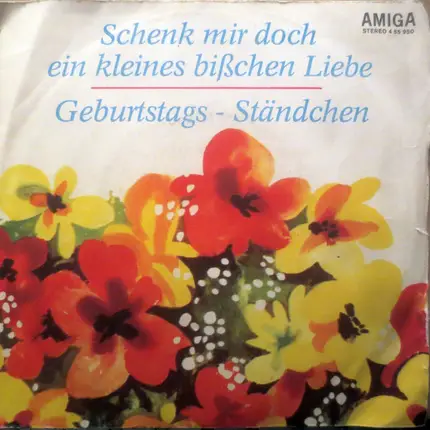 AMIGA
STEREO 4 55 950
Schenk mir doch
ein kleines bißchen Liebe
Geburtstags - Ständchen